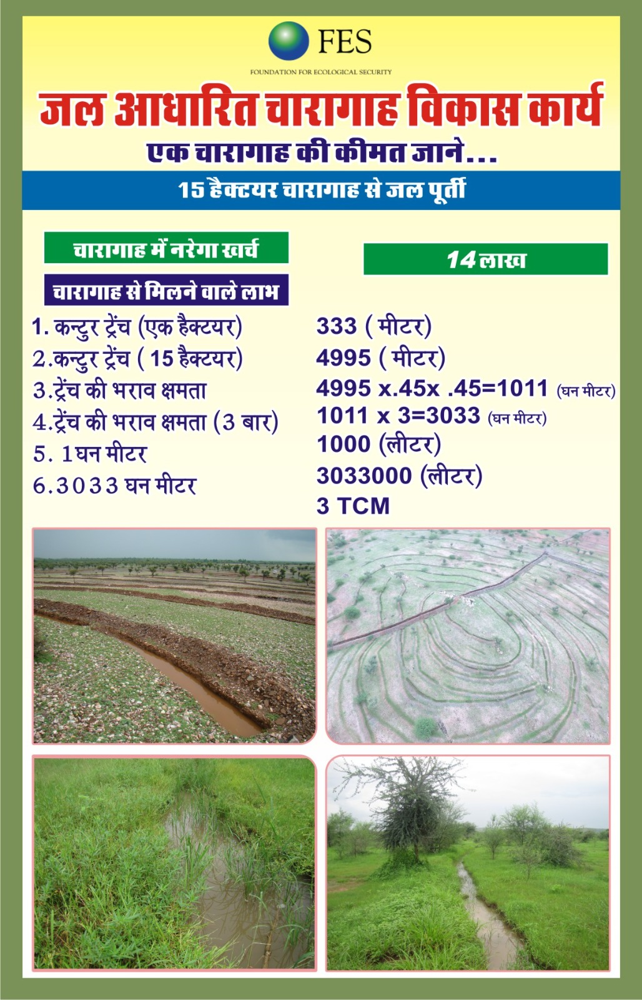 FES
FOUNDATION FOR ECOLOGICAL SECURITY
जल आधारित चारागाह विकास कार्य
एक चारागाह की कीमत जाने...
15 हैक्टयर चारागाह से जल पूर्ती
चारागाह में नरेगा खर्च 14 लाख
चारागाह से मिलने वाले लाभ
1. कन्टुर ट्रेंच (एक हैक्टयर) 333 ( मीटर)
2.कन्टुर ट्रेंच ( 15 हैक्टयर) 4995 ( मीटर)
3.ट्रेंच की भराव क्षमता 4995 x.45x .45=1011 (घन मीटर)
4.ट्रेंच की भराव क्षमता (3 बार) 1011 x 3=3033 (घन मीटर)
5. 1घन मीटर 1000 (लीटर)
6.3033 घन मीटर 3033000 (लीटर)
3 TCM